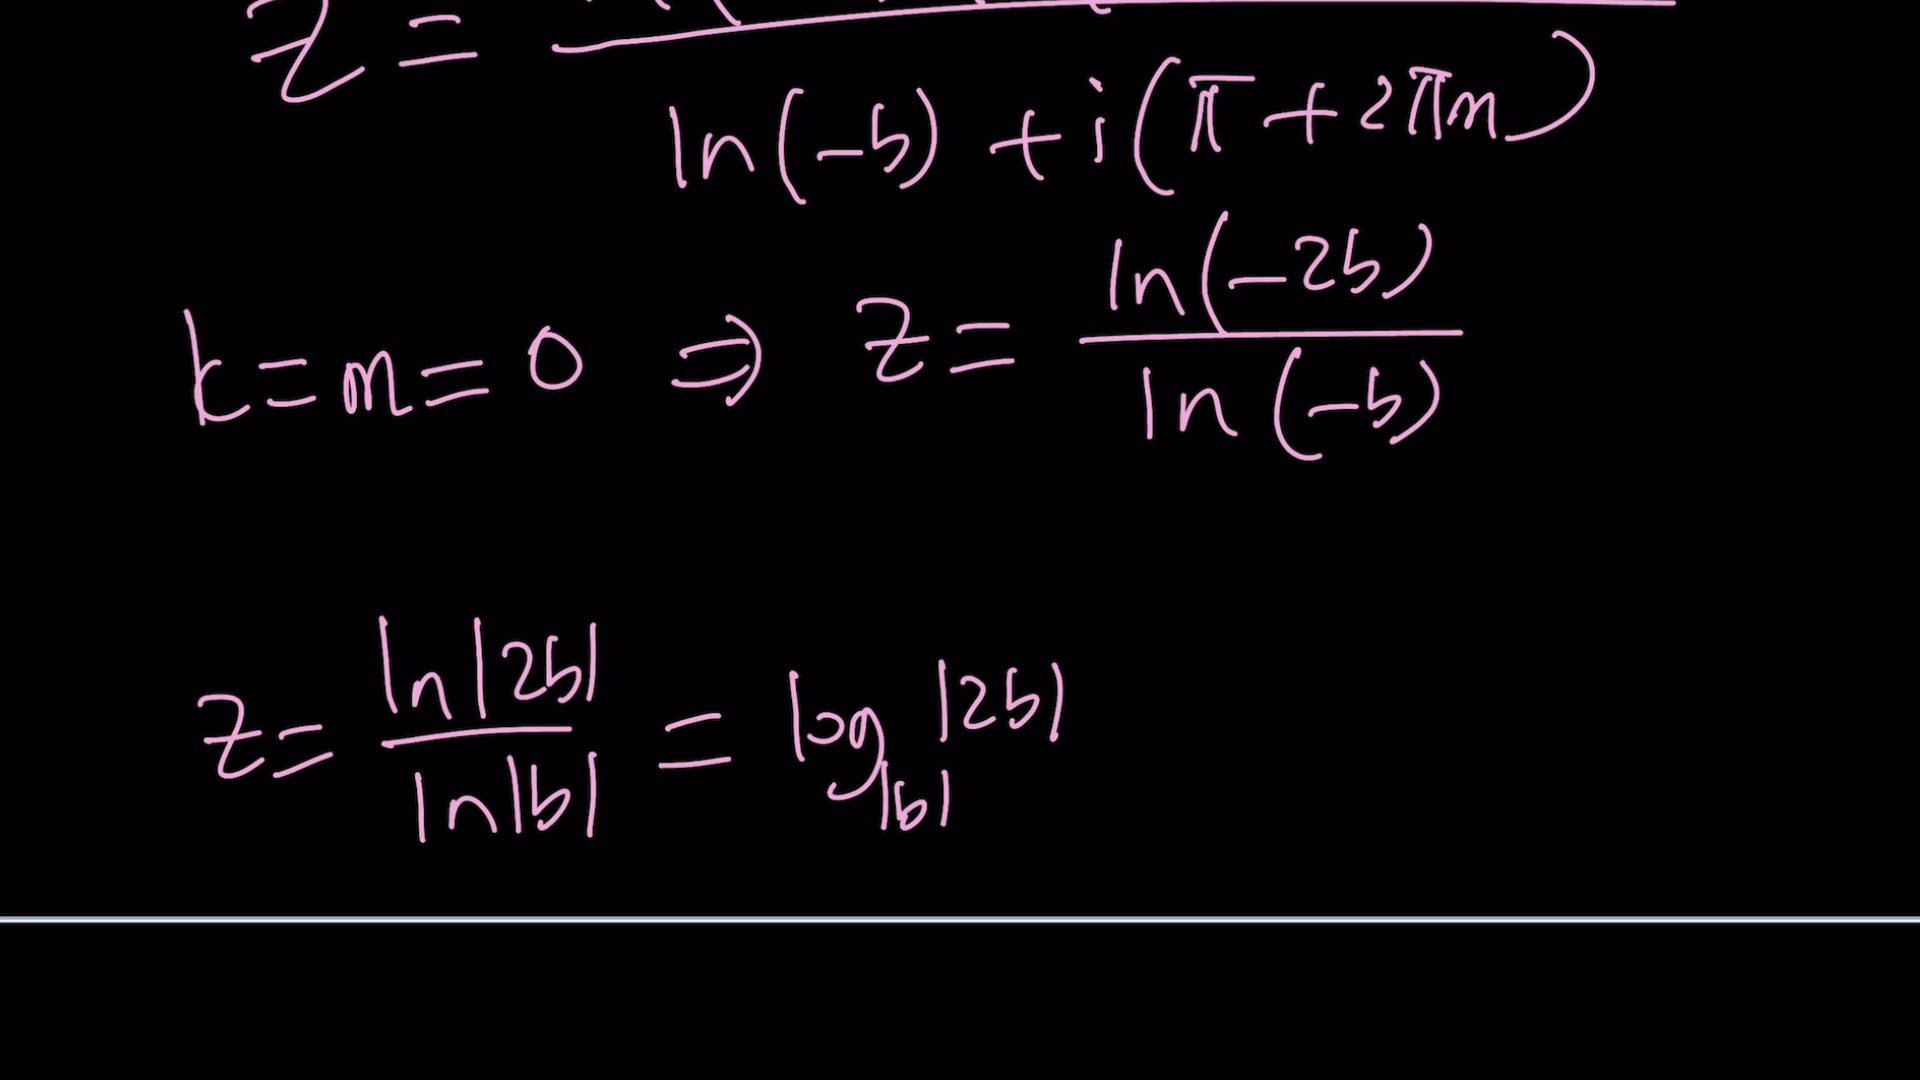 z =
ln(-b) + i(π + 2πm)
k = m = 0 ⇒ z = ln(-2b) / ln(-b)
z = ln|2b| / ln|b| = log_|b| |2b|